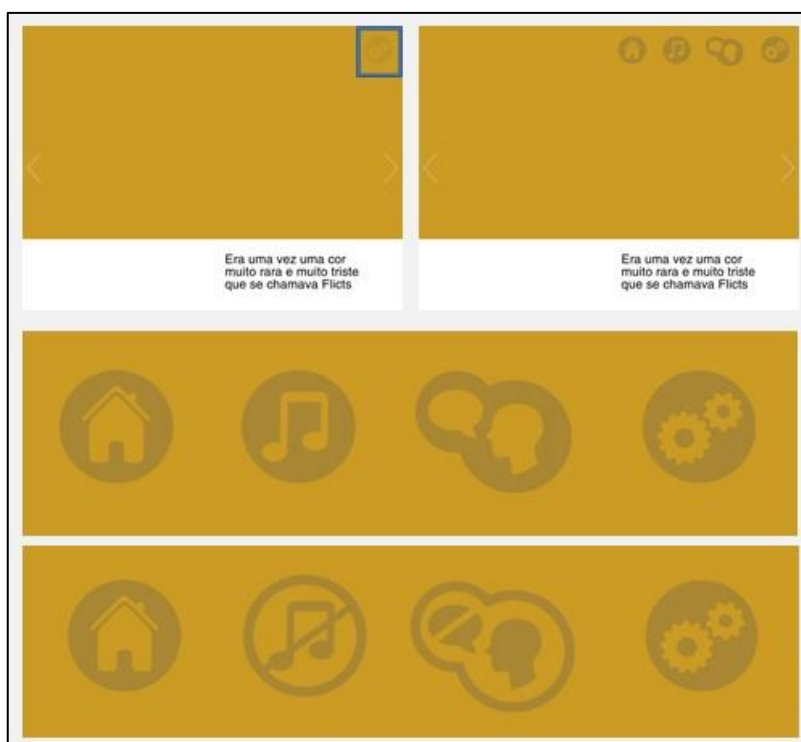 Era uma vez uma cor
muito rara e muito triste
que se chamava Flicts
Era uma vez uma cor
muito rara e muito triste
que se chamava Flicts